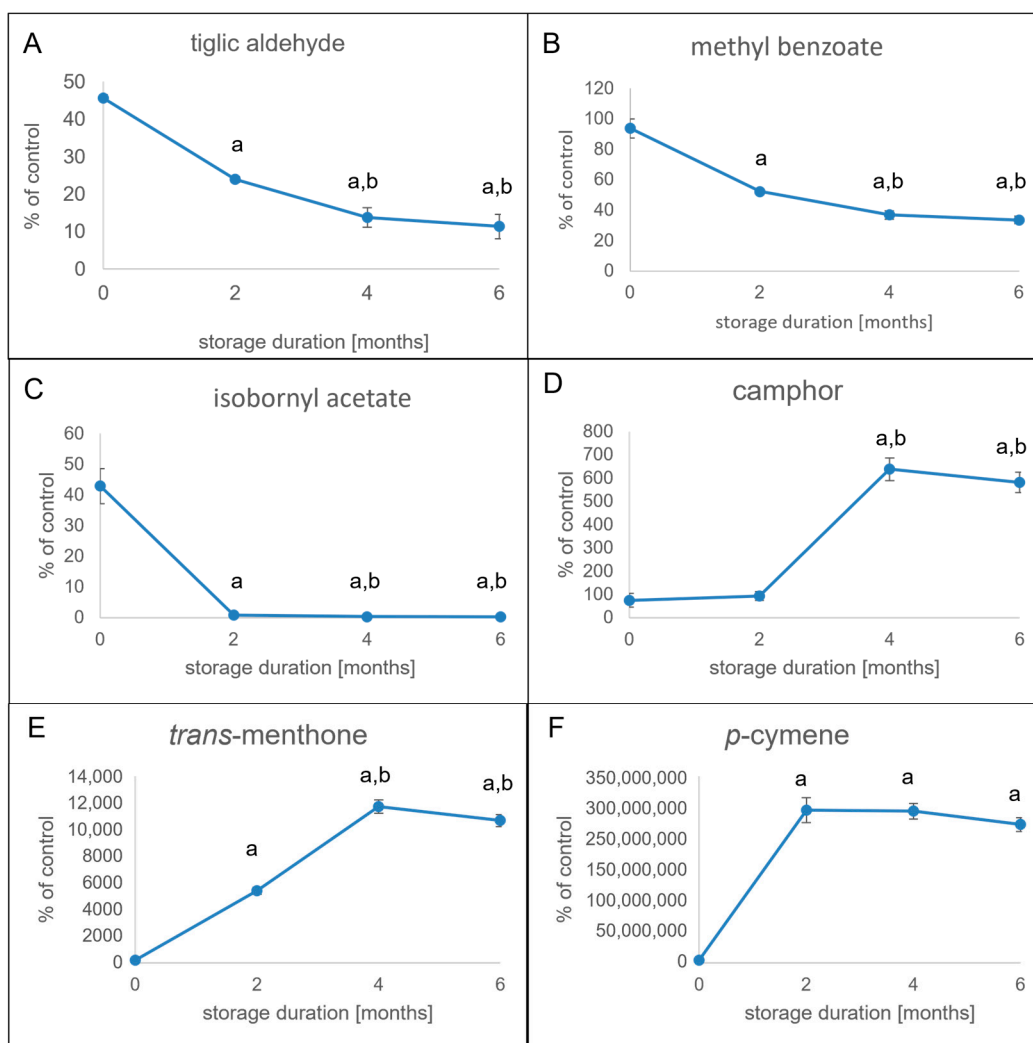 A
tiglic aldehyde
50
40
30
20
10
0
% of control
a
a,b
a,b
0 2 4 6
storage duration [months]
B
methyl benzoate
120
100
80
60
40
20
0
% of control
a
a,b
a,b
0 2 4 6
storage duration [months]
C
isobornyl acetate
60
50
40
30
20
10
0
% of control
a
a,b
a,b
0 2 4 6
storage duration [months]
D
camphor
800
700
600
500
400
300
200
100
0
% of control
a,b
a,b
0 2 4 6
storage duration [months]
E
trans-menthone
14,000
12,000
10,000
8000
6000
4000
2000
0
% of control
a
a,b
a,b
0 2 4 6
storage duration [months]
F
p-cymene
350,000,000
300,000,000
250,000,000
200,000,000
150,000,000
100,000,000
50,000,000
0
% of control
a
a
a
0 2 4 6
storage duration [months]